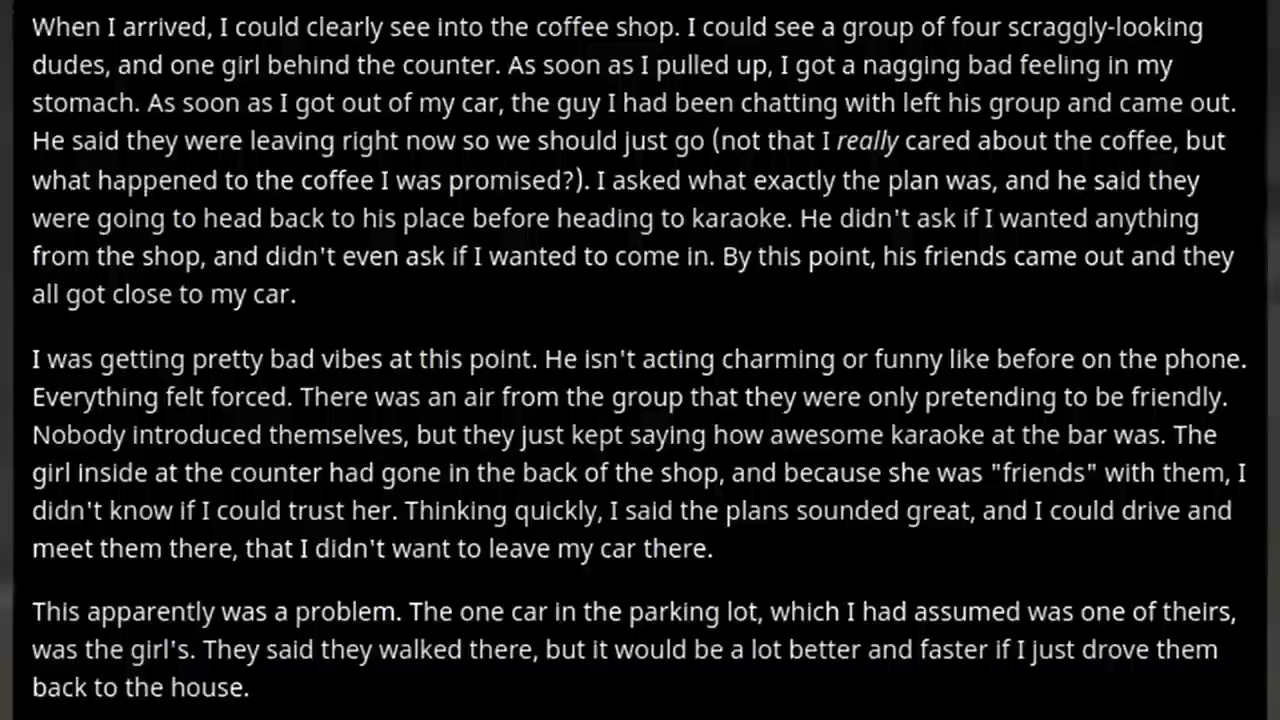 When I arrived, I could clearly see into the coffee shop. I could see a group of four scraggly-looking
dudes, and one girl behind the counter. As soon as I pulled up, I got a nagging bad feeling in my
stomach. As soon as I got out of my car, the guy I had been chatting with left his group and came out.
He said they were leaving right now so we should just go (not that I really cared about the coffee, but
what happened to the coffee I was promised?). I asked what exactly the plan was, and he said they
were going to head back to his place before heading to karaoke. He didn't ask if I wanted anything
from the shop, and didn't even ask if I wanted to come in. By this point, his friends came out and they
all got close to my car.
I was getting pretty bad vibes at this point. He isn't acting charming or funny like before on the phone.
Everything felt forced. There was an air from the group that they were only pretending to be friendly.
Nobody introduced themselves, but they just kept saying how awesome karaoke at the bar was. The
girl inside at the counter had gone in the back of the shop, and because she was "friends" with them, I
didn't know if I could trust her. Thinking quickly, I said the plans sounded great, and I could drive and
meet them there, that I didn't want to leave my car there.
This apparently was a problem. The one car in the parking lot, which I had assumed was one of theirs,
was the girl's. They said they walked there, but it would be a lot better and faster if I just drove them
back to the house.